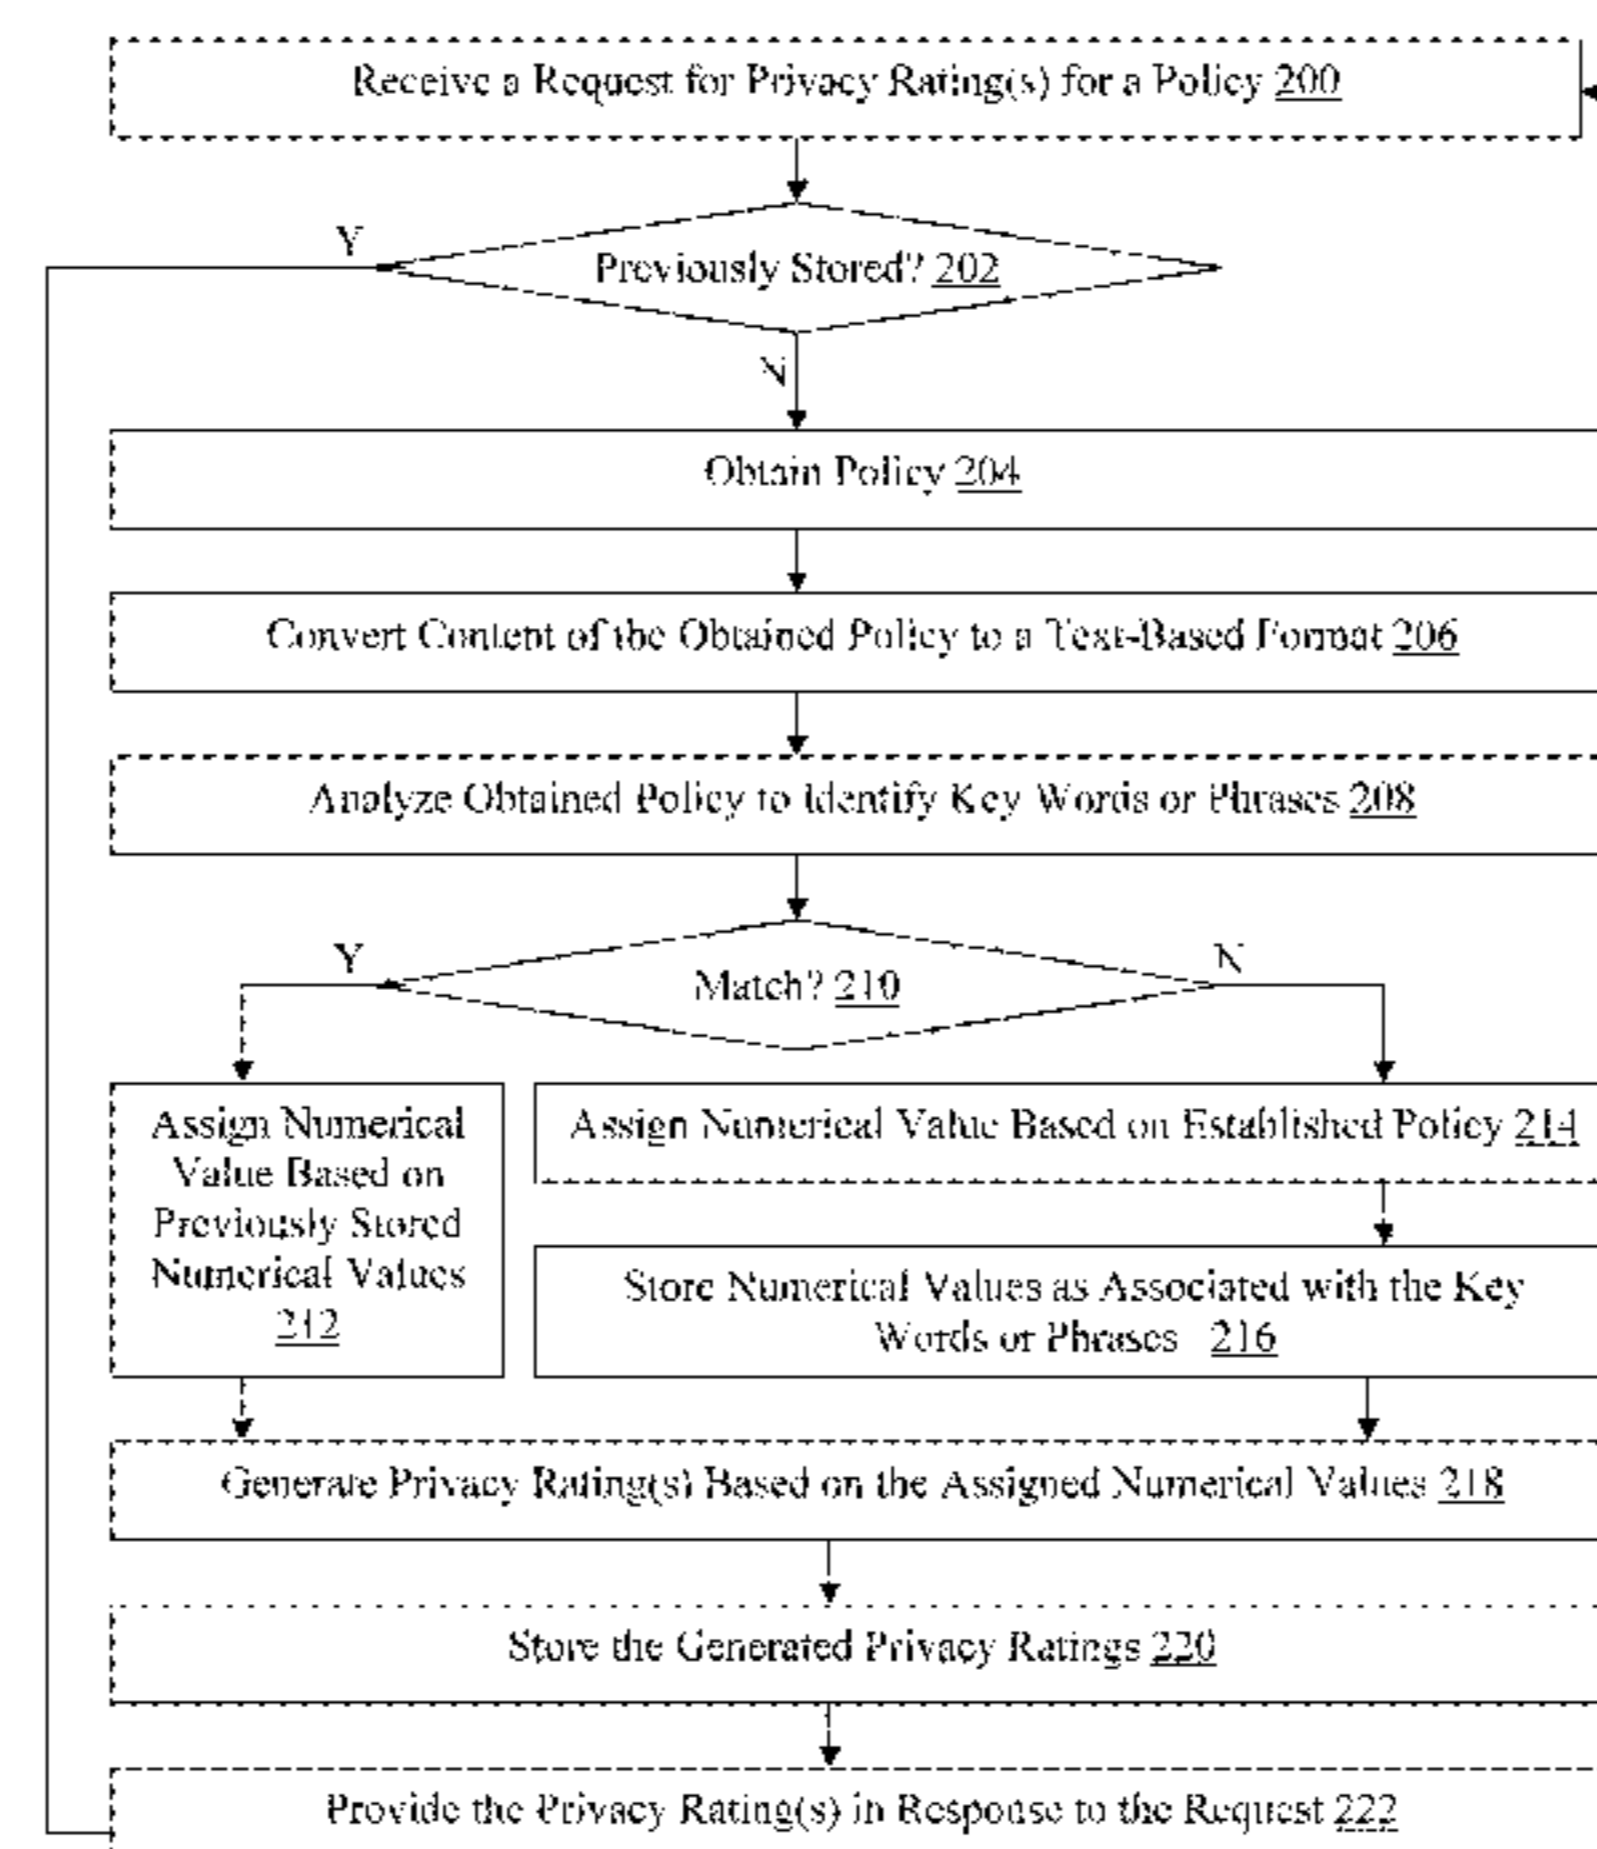 Receive a Request for Privacy Rating(s) for a Policy 200
Y
Previously Stored? 202
N
Obtain Policy 204
Convert Content of the Obtained Policy to a Text-Based Format 206
Analyze Obtained Policy to Identify Key Words or Phrases 208
Y
Match? 210
N
Assign Numerical
Value Based on
Previously Stored
Numerical Values
212
Assign Numerical Value Based on Established Policy 214
Store Numerical Values as Associated with the Key
Words or Phrases 216
Generate Privacy Rating(s) Based on the Assigned Numerical Values 218
Store the Generated Privacy Ratings 220
Provide the Privacy Rating(s) in Response to the Request 222